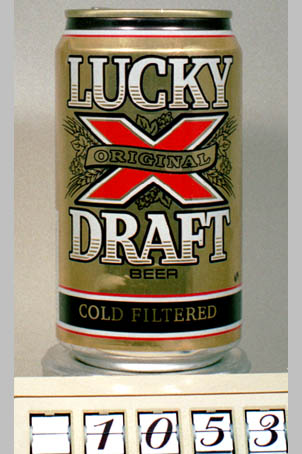 LUCKY
X
ORIGINAL
DRAFT
BEER
COLD FILTERED
1053